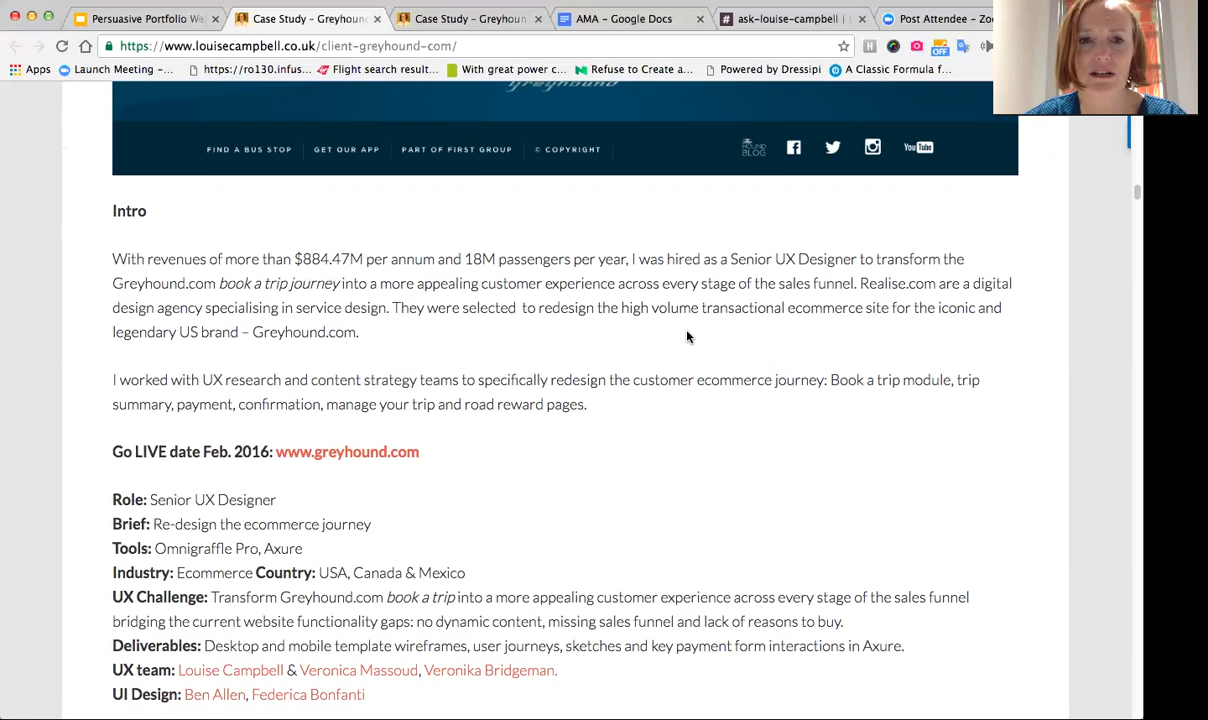 Persuasive Portfolio We
Case Study – Greyhoun
Case Study – Greyhoun
AMA – Google Docs
ask-louise-campbell |
Post Attendee – Zo
https://www.louisecampbell.co.uk/client-greyhound-com/
OFF
Apps
Launch Meeting –...
https://ro130.infus...
Flight search result...
With great power c...
Refuse to Create a...
Powered by Dressipi
A Classic Formula f...
greyhound
FIND A BUS STOP
GET OUR APP
PART OF FIRST GROUP
© COPYRIGHT
The HOUND BLOG
You Tube
Intro
With revenues of more than $884.47M per annum and 18M passengers per year, I was hired as a Senior UX Designer to transform the
Greyhound.com book a trip journey into a more appealing customer experience across every stage of the sales funnel. Realise.com are a digital
design agency specialising in service design. They were selected to redesign the high volume transactional ecommerce site for the iconic and
legendary US brand – Greyhound.com.
I worked with UX research and content strategy teams to specifically redesign the customer ecommerce journey: Book a trip module, trip
summary, payment, confirmation, manage your trip and road reward pages.
Go LIVE date Feb. 2016: www.greyhound.com
Role: Senior UX Designer
Brief: Re-design the ecommerce journey
Tools: Omnigraffle Pro, Axure
Industry: Ecommerce Country: USA, Canada & Mexico
UX Challenge: Transform Greyhound.com book a trip into a more appealing customer experience across every stage of the sales funnel
bridging the current website functionality gaps: no dynamic content, missing sales funnel and lack of reasons to buy.
Deliverables: Desktop and mobile template wireframes, user journeys, sketches and key payment form interactions in Axure.
UX team: Louise Campbell & Veronica Massoud, Veronika Bridgeman.
UI Design: Ben Allen, Federica Bonfanti